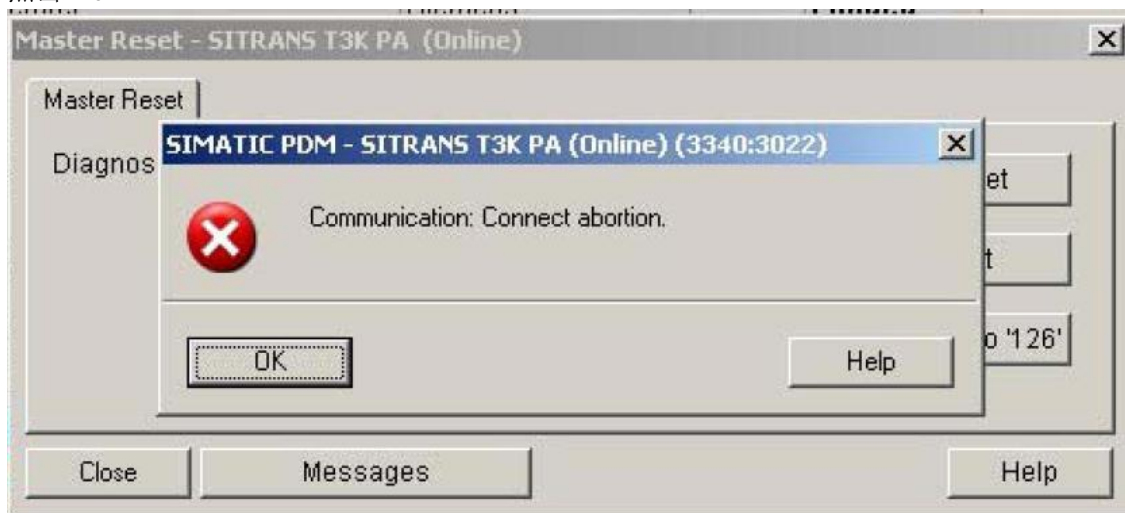 Master Reset - SITRANS T3K PA (Online)
Master Reset
SIMATIC PDM - SITRANS T3K PA (Online) (3340:3022)
Diagnos
et
Communication: Connect abortion.
t
o '126'
OK
Help
Close
Messages
Help